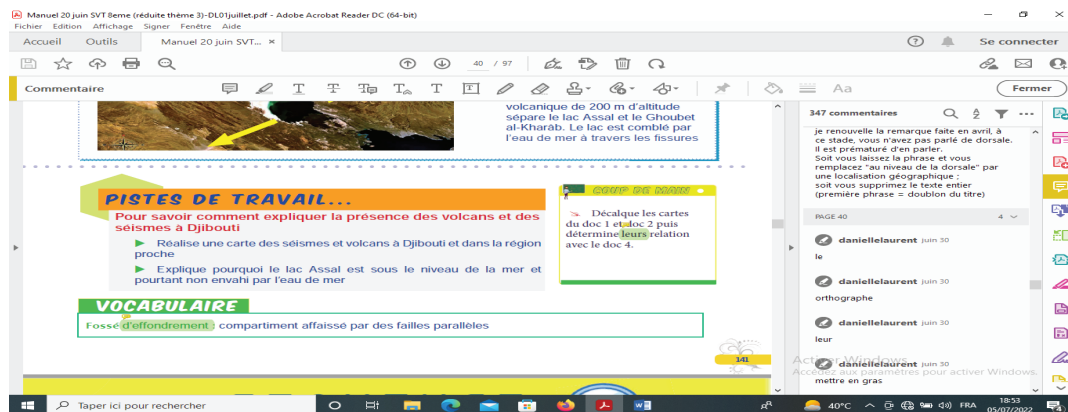 Manuel 20 juin SVT 8eme (réduite thème 3)-DL01juillet.pdf - Adobe Acrobat Reader DC (64-bit)
Fichier Edition Affichage Signer Fenêtre Aide
Accueil Outils Manuel 20 juin SVT... × Se connecter
40 / 97
Commentaire Aa Fermer
volcanique de 200 m d'altitude
sépare le lac Assal et le Ghoubet
al-Kharâb. Le lac est comblé par
l'eau de mer à travers les fissures
PISTES DE TRAVAIL...
Pour savoir comment expliquer la présence des volcans et des
séismes à Djibouti
Réalise une carte des séismes et volcans à Djibouti et dans la région
proche
Explique pourquoi le lac Assal est sous le niveau de la mer et
pourtant non envahi par l'eau de mer
COUP DE MAIN
Décalque les cartes
du doc 1 et doc 2 puis
détermine leurs relation
avec le doc 4.
VOCABULAIRE
Fossé d'effondrement : compartiment affaissé par des failles parallèles
141
347 commentaires
je renouvelle la remarque faite en avril, à
ce stade, vous n'avez pas parlé de dorsale.
Il est prématuré d'en parler.
Soit vous laissez la phrase et vous
remplacez "au niveau de la dorsale" par
une localisation géographique ;
soit vous supprimez le texte entier
(première phrase = doublon du titre)
PAGE 40 4
daniellelaurent juin 30
le
daniellelaurent juin 30
orthographe
daniellelaurent juin 30
leur
daniellelaurent juin 30
mettre en gras
Activer Windows
Accédez aux paramètres pour activer Windows.
Taper ici pour rechercher
40°C FRA 18:53
05/07/2022